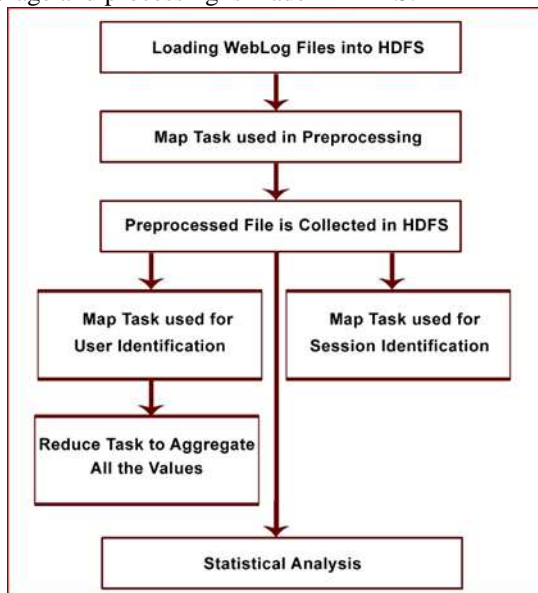 Loading WebLog Files into HDFS
Map Task used in Preprocessing
Preprocessed File is Collected in HDFS
Map Task used for
User Identification
Map Task used for
Session Identification
Reduce Task to Aggregate
All the Values
Statistical Analysis